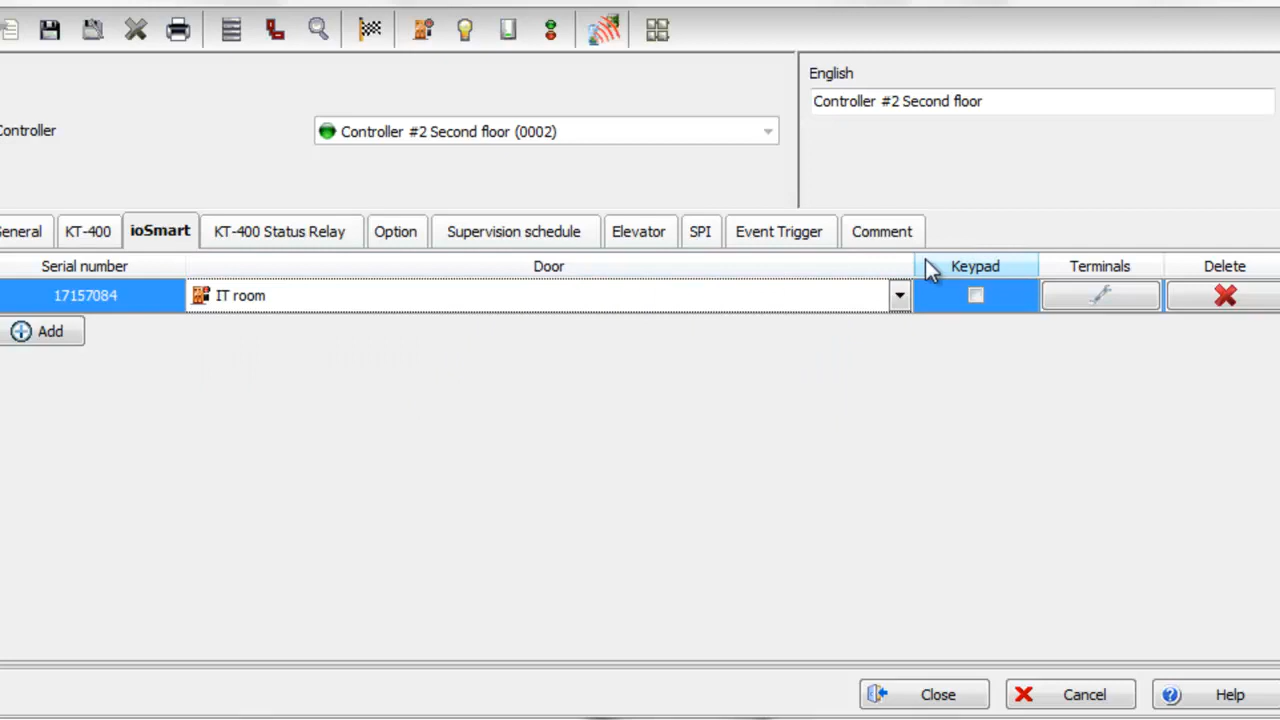 English
Controller #2 Second floor
Controller
Controller #2 Second floor (0002)
General KT-400 ioSmart KT-400 Status Relay Option Supervision schedule Elevator SPI Event Trigger Comment
Serial number Door Keypad Terminals Delete
17157084 IT room
Add
Close Cancel Help